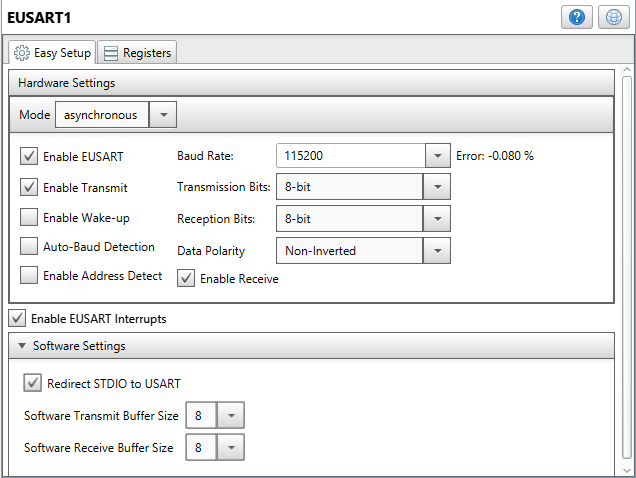 EUSART1
?
Easy Setup Registers
Hardware Settings
Mode asynchronous
Enable EUSART Baud Rate: 115200 Error: -0.080 %
Enable Transmit Transmission Bits: 8-bit
Enable Wake-up Reception Bits: 8-bit
Auto-Baud Detection Data Polarity Non-Inverted
Enable Address Detect Enable Receive
Enable EUSART Interrupts
Software Settings
Redirect STDIO to USART
Software Transmit Buffer Size 8
Software Receive Buffer Size 8